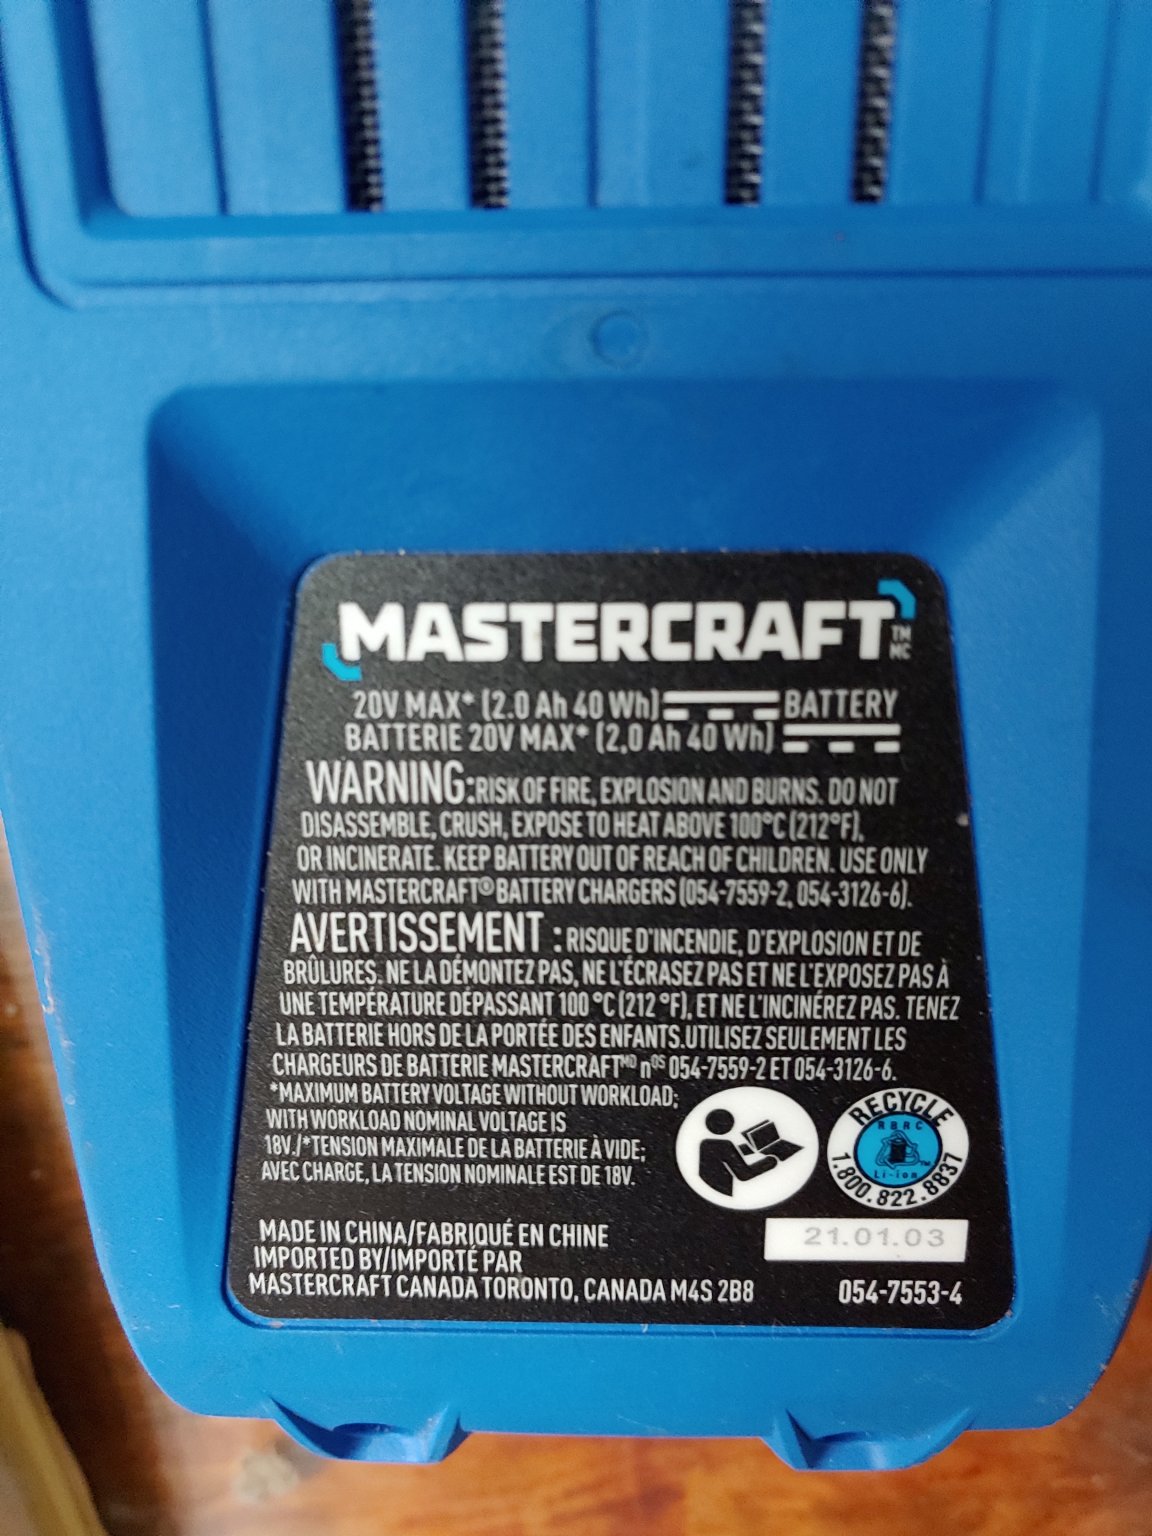 MASTERCRAFT TM MC
20V MAX* (2.0 Ah 40 Wh) BATTERY
BATTERIE 20V MAX* (2,0 Ah 40 Wh)
WARNING: RISK OF FIRE, EXPLOSION AND BURNS. DO NOT
DISASSEMBLE, CRUSH, EXPOSE TO HEAT ABOVE 100°C (212°F),
OR INCINERATE. KEEP BATTERY OUT OF REACH OF CHILDREN. USE ONLY
WITH MASTERCRAFT® BATTERY CHARGERS (054-7559-2, 054-3126-6).
AVERTISSEMENT : RISQUE D'INCENDIE, D'EXPLOSION ET DE
BRÛLURES. NE LA DÉMONTEZ PAS, NE L'ÉCRASEZ PAS ET NE L'EXPOSEZ PAS À
UNE TEMPÉRATURE DÉPASSANT 100 °C (212 °F), ET NE L'INCINÉREZ PAS. TENEZ
LA BATTERIE HORS DE LA PORTÉE DES ENFANTS.UTILISEZ SEULEMENT LES
CHARGEURS DE BATTERIE MASTERCRAFT MD nos 054-7559-2 ET 054-3126-6.
*MAXIMUM BATTERY VOLTAGE WITHOUT WORKLOAD;
WITH WORKLOAD NOMINAL VOLTAGE IS
18V./*TENSION MAXIMALE DE LA BATTERIE À VIDE;
AVEC CHARGE, LA TENSION NOMINALE EST DE 18V.
RECYCLE
RBRC
Li-ion TM
1.800.822.8837
MADE IN CHINA/FABRIQUÉ EN CHINE
21.01.03
IMPORTED BY/IMPORTÉ PAR
MASTERCRAFT CANADA TORONTO, CANADA M4S 2B8
054-7553-4